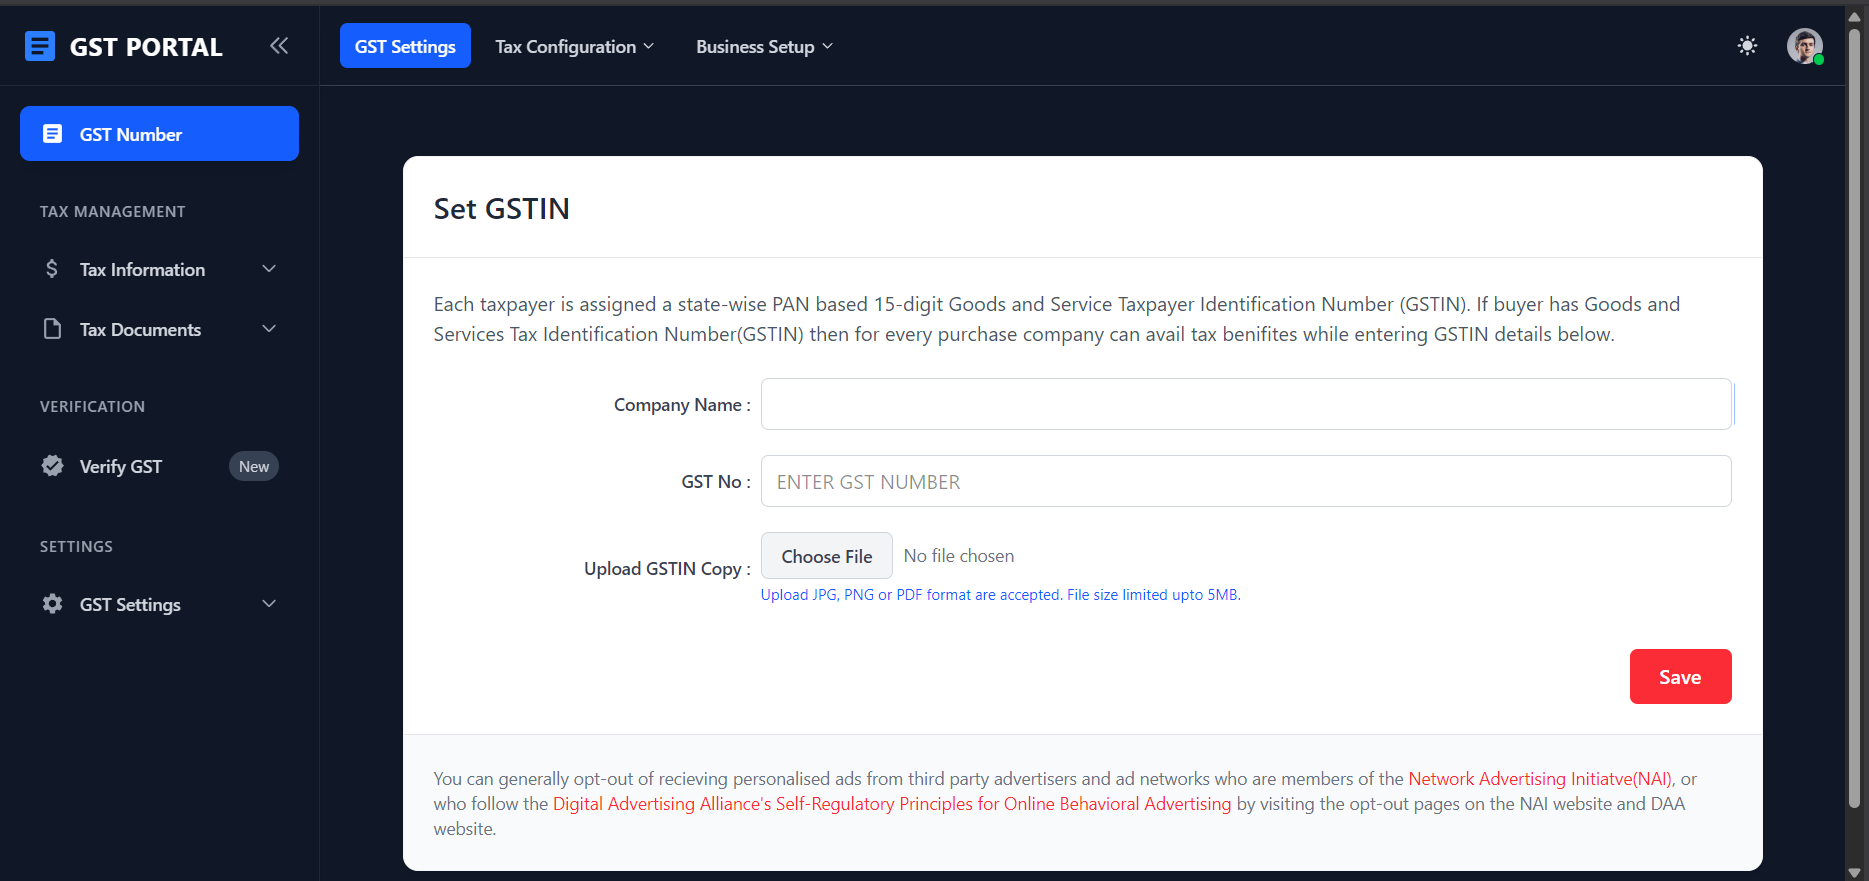 GST PORTAL
GST Number
TAX MANAGEMENT
Tax Information
Tax Documents
VERIFICATION
Verify GST New
SETTINGS
GST Settings
GST Settings Tax Configuration Business Setup
Set GSTIN
Each taxpayer is assigned a state-wise PAN based 15-digit Goods and Service Taxpayer Identification Number (GSTIN). If buyer has Goods and
Services Tax Identification Number(GSTIN) then for every purchase company can avail tax benifites while entering GSTIN details below.
Company Name :
GST No : ENTER GST NUMBER
Upload GSTIN Copy : Choose File No file chosen
Upload JPG, PNG or PDF format are accepted. File size limited upto 5MB.
Save
You can generally opt-out of recieving personalised ads from third party advertisers and ad networks who are members of the Network Advertising Initiatve(NAI), or
who follow the Digital Advertising Alliance's Self-Regulatory Principles for Online Behavioral Advertising by visiting the opt-out pages on the NAI website and DAA
website.